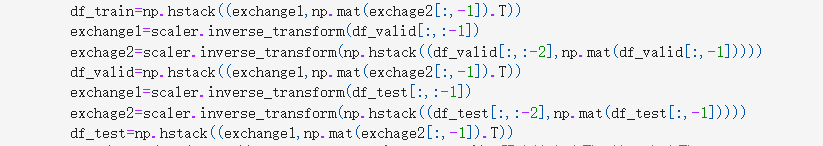 df_train=np.hstack((exchange1,np.mat(exchage2[:,-1]).T))
exchange1=scaler.inverse_transform(df_valid[:,:-1])
exchage2=scaler.inverse_transform(np.hstack((df_valid[:,:-2],np.mat(df_valid[:,-1]))))
df_valid=np.hstack((exchange1,np.mat(exchage2[:,-1]).T))
exchange1=scaler.inverse_transform(df_test[:,:-1])
exchage2=scaler.inverse_transform(np.hstack((df_test[:,:-2],np.mat(df_test[:,-1]))))
df_test=np.hstack((exchange1,np.mat(exchage2[:,-1]).T))